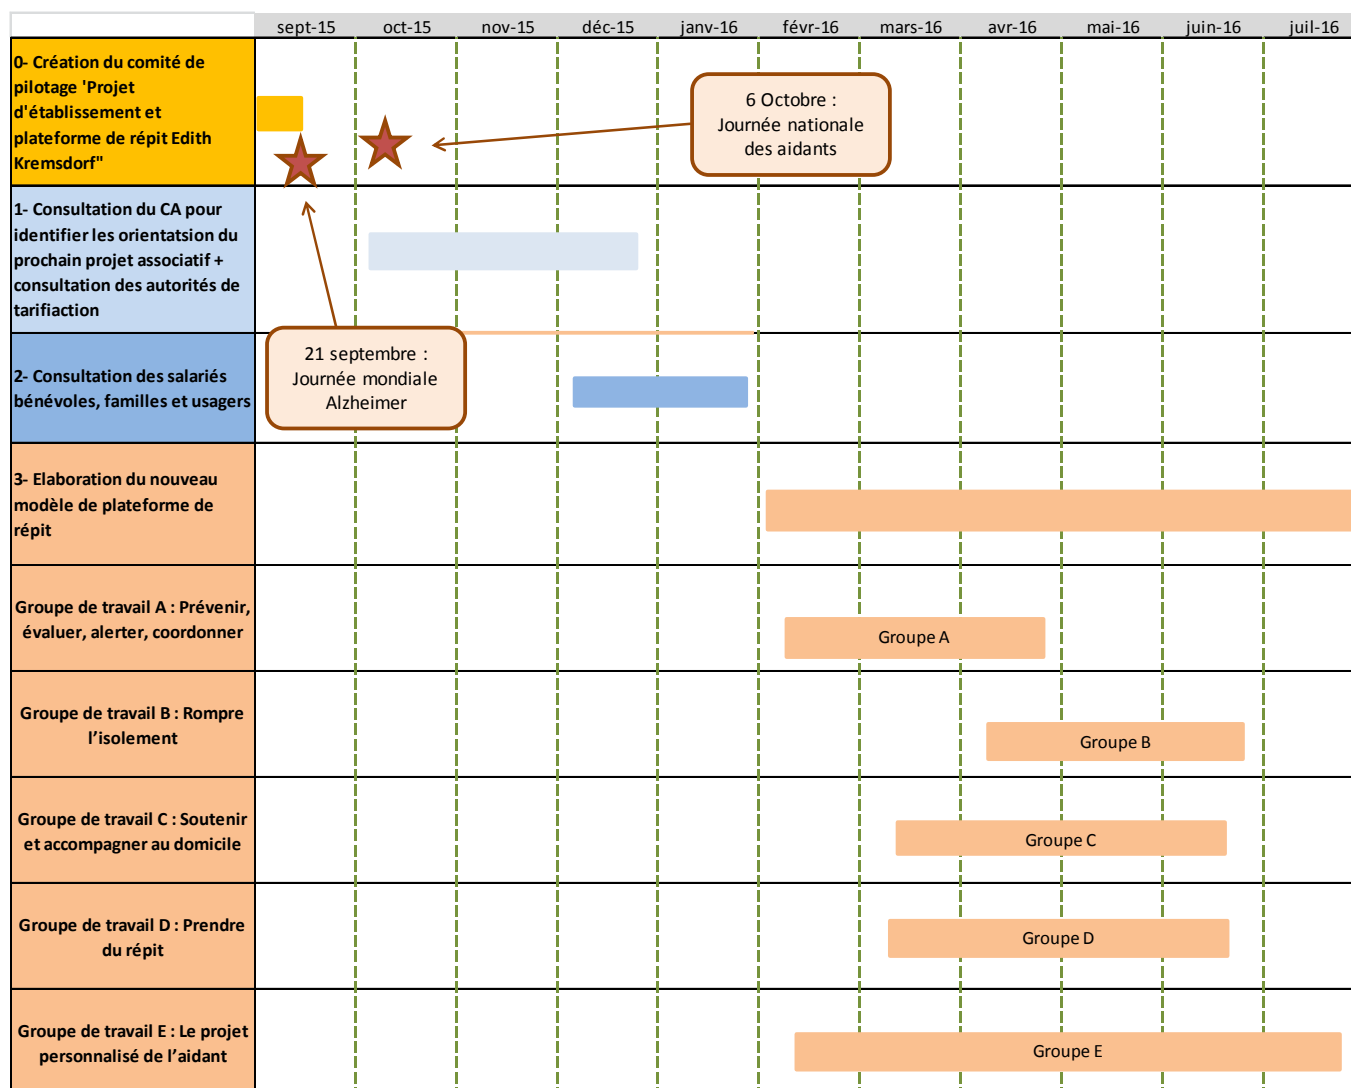 sept-15 oct-15 nov-15 déc-15 janv-16 févr-16 mars-16 avr-16 mai-16 juin-16 juil-16
0- Création du comité de
pilotage 'Projet
d'établissement et
plateforme de répit Edith
Kremsdorf"
6 Octobre :
Journée nationale
des aidants
1- Consultation du CA pour
identifier les orientatsion du
prochain projet associatif +
consultation des autorités de
tarifiaction
21 septembre :
Journée mondiale
Alzheimer
2- Consultation des salariés
bénévoles, familles et usagers
3- Elaboration du nouveau
modèle de plateforme de
répit
Groupe de travail A : Prévenir,
évaluer, alerter, coordonner
Groupe A
Groupe de travail B : Rompre
l’isolement
Groupe B
Groupe de travail C : Soutenir
et accompagner au domicile
Groupe C
Groupe de travail D : Prendre
du répit
Groupe D
Groupe de travail E : Le projet
personnalisé de l’aidant
Groupe E